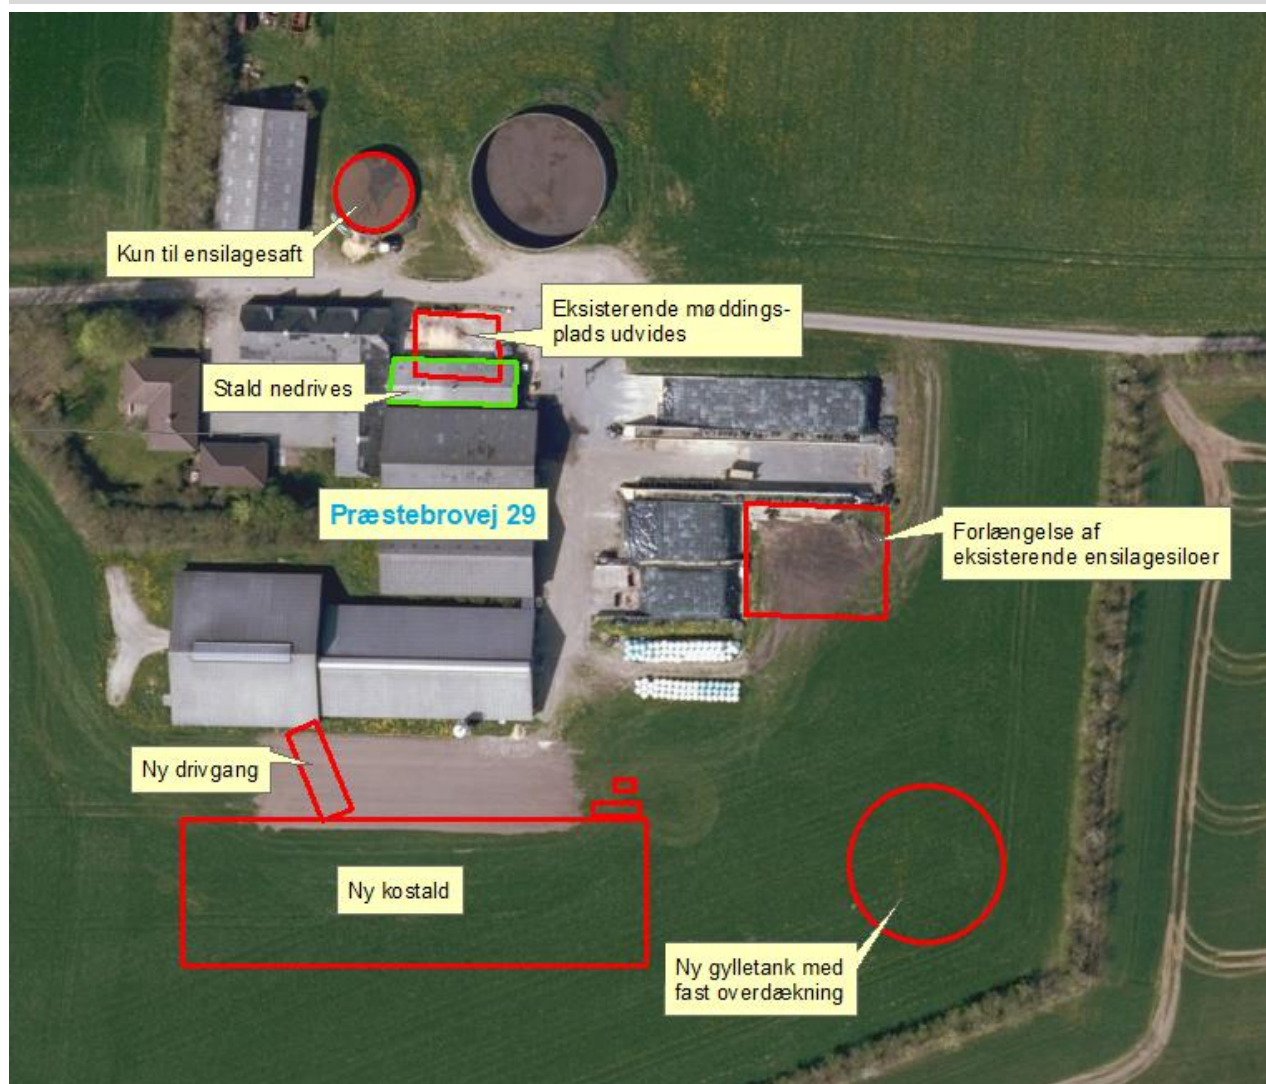 Kun til ensilagesaft
Eksisterende møddings-
plads udvides
Stald nedrives
Præstebrovej 29
Forlængelse af
eksisterende ensilagesiloer
Ny drivgang
Ny kostald
Ny gylletank med
fast overdækning